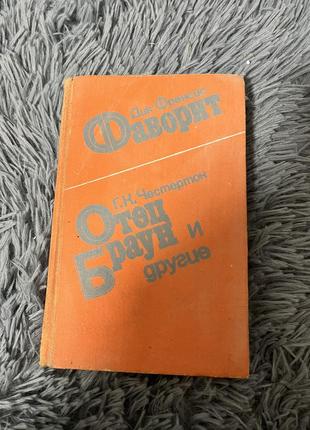 Дик Френсис
Фаворит
Г.К. Честертон
Отец
Браун и
другие